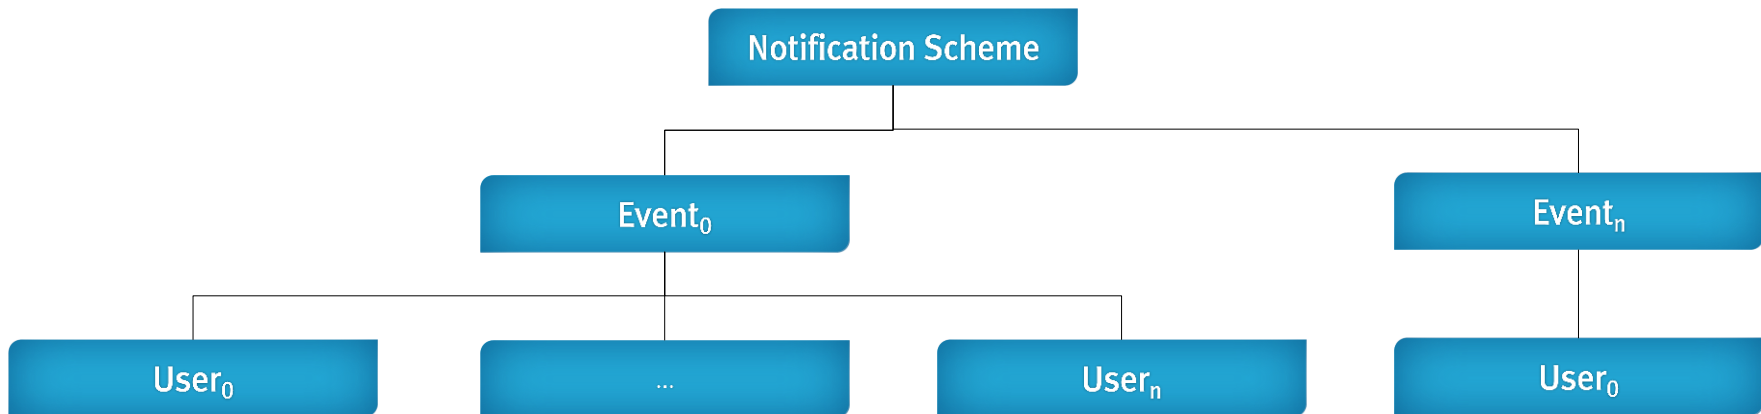 Notification Scheme
Event₀
Eventₙ
User₀
...
Userₙ
User₀